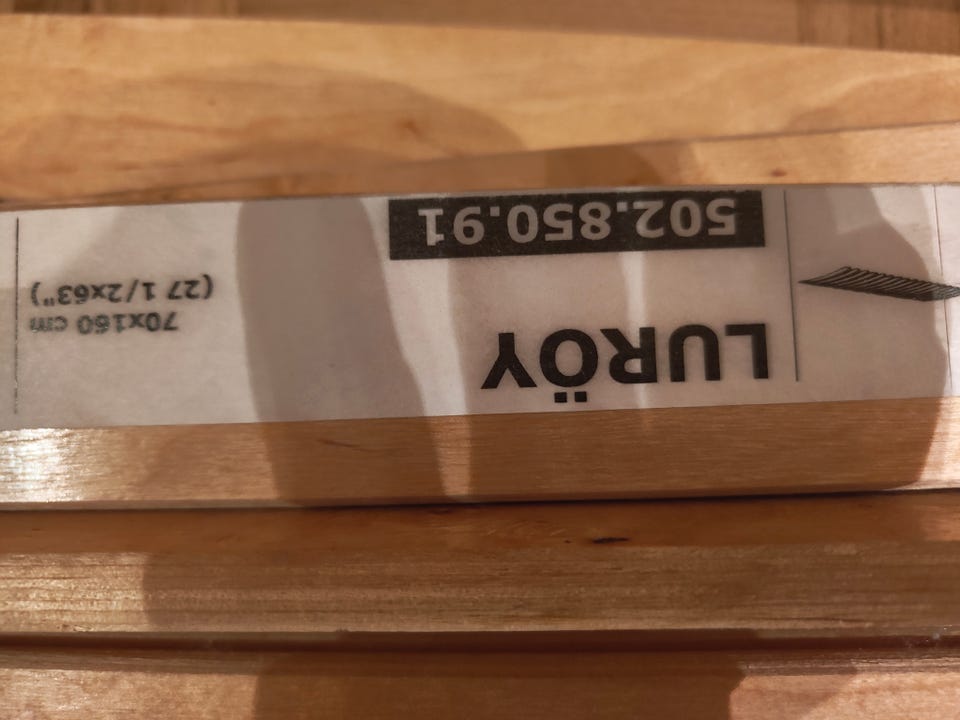 LURÖY
502.850.91
70x160 cm
(27 1/2x63")